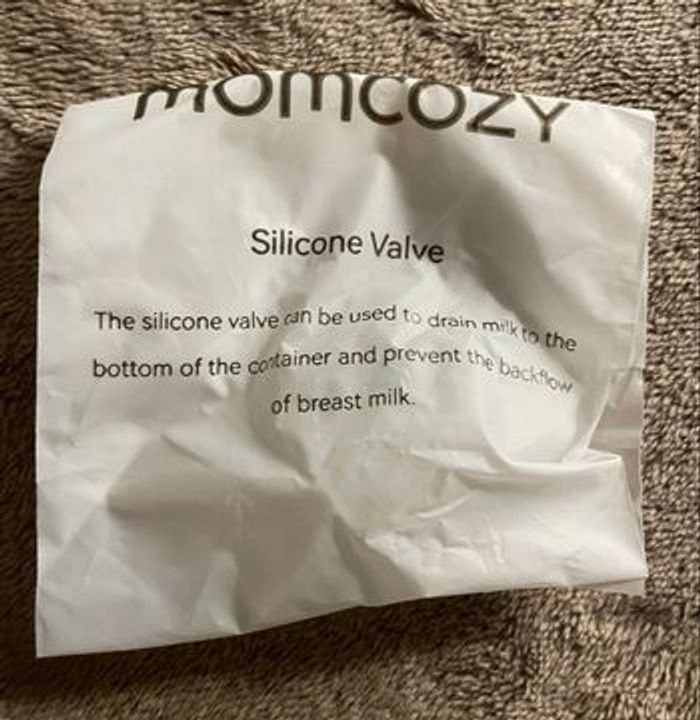 momcozy
Silicone Valve
The silicone valve can be used to drain milk to the
bottom of the container and prevent the backflow
of breast milk.